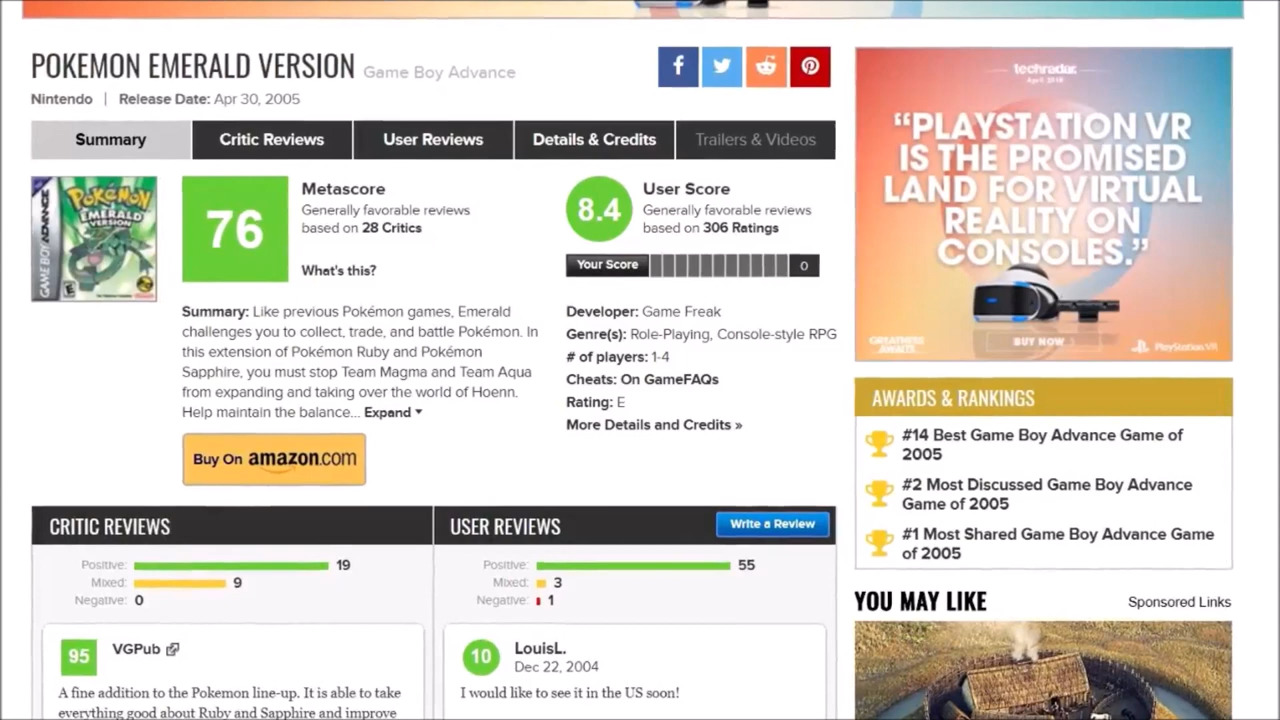 POKEMON EMERALD VERSION Game Boy Advance
Nintendo | Release Date: Apr 30, 2005
Summary Critic Reviews User Reviews Details & Credits Trailers & Videos
GAME BOY ADVANCE
Pokémon
EMERALD
VERSION
76
Metascore
Generally favorable reviews
based on 28 Critics
What's this?
8.4
User Score
Generally favorable reviews
based on 306 Ratings
Your Score 0
Summary: Like previous Pokémon games, Emerald
challenges you to collect, trade, and battle Pokémon. In
this extension of Pokémon Ruby and Pokémon
Sapphire, you must stop Team Magma and Team Aqua
from expanding and taking over the world of Hoenn.
Help maintain the balance... Expand
Buy On amazon.com
Developer: Game Freak
Genre(s): Role-Playing, Console-style RPG
# of players: 1-4
Cheats: On GameFAQs
Rating: E
More Details and Credits »
CRITIC REVIEWS
Positive: 19
Mixed: 9
Negative: 0
95 VGPub
A fine addition to the Pokemon line-up. It is able to take
everything good about Ruby and Sapphire and improve
USER REVIEWS Write a Review
Positive: 55
Mixed: 3
Negative: 1
10 LouisL.
Dec 22, 2004
I would like to see it in the US soon!
techradar.
April, 2018
“PLAYSTATION VR
IS THE PROMISED
LAND FOR VIRTUAL
REALITY ON
CONSOLES.”
GREATNESS
AWAITS
BUY NOW
PlayStation VR
AWARDS & RANKINGS
#14 Best Game Boy Advance Game of
2005
#2 Most Discussed Game Boy Advance
Game of 2005
#1 Most Shared Game Boy Advance Game
of 2005
YOU MAY LIKE Sponsored Links